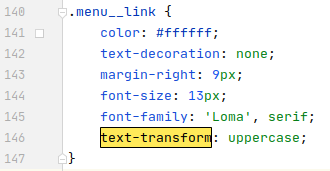 140 .menu__link {
141 color: #ffffff;
142 text-decoration: none;
143 margin-right: 9px;
144 font-size: 13px;
145 font-family: 'Loma', serif;
146 text-transform: uppercase;
147 }